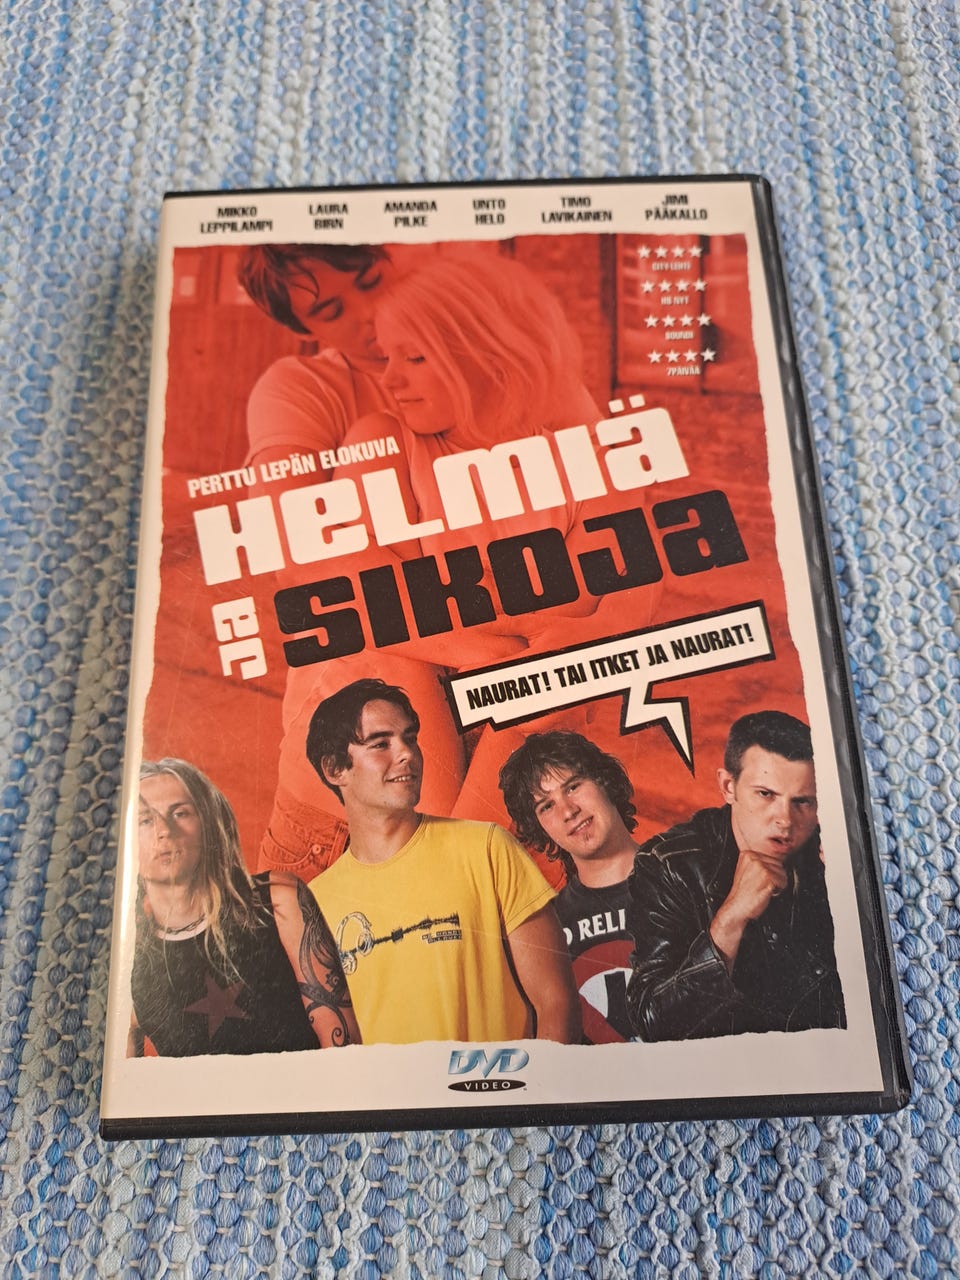 MIKKO LEPPILAMPI
LAURA BIRN
AMANDA PILKE
UNTO HELO
TIMO LAVIKAINEN
JIMI PÄÄKALLO
★★★★
CITY-LEHTI
★★★★
HS NYT
★★★★
SOUNDI
★★★★
7PÄIVÄÄ
PERTTU LEPÄN ELOKUVA
HELMIÄ
JA SIKOJA
NAURAT! TAI ITKET JA NAURAT!
RELI
DVD
VIDEO